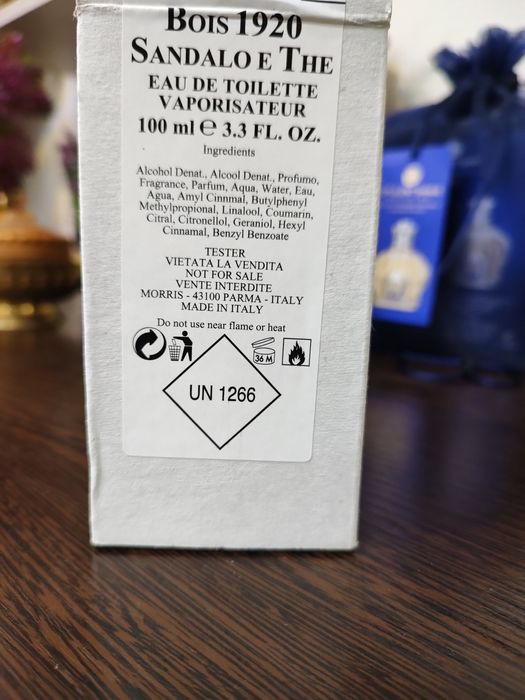 BOIS 1920
SANDALO E THE
EAU DE TOILETTE
VAPORISATEUR
100 ml ℮ 3.3 FL. OZ.
Ingredients
Alcohol Denat., Alcool Denat., Profumo,
Fragrance, Parfum, Aqua, Water, Eau,
Agua, Amyl Cinnmal, Butylphenyl
Methylpropional, Linalool, Coumarin,
Citral, Citronellol, Geraniol, Hexyl
Cinnamal, Benzyl Benzoate
TESTER
VIETATA LA VENDITA
NOT FOR SALE
VENTE INTERDITE
MORRIS - 43100 PARMA - ITALY
MADE IN ITALY
Do not use near flame or heat
36 M
UN 1266